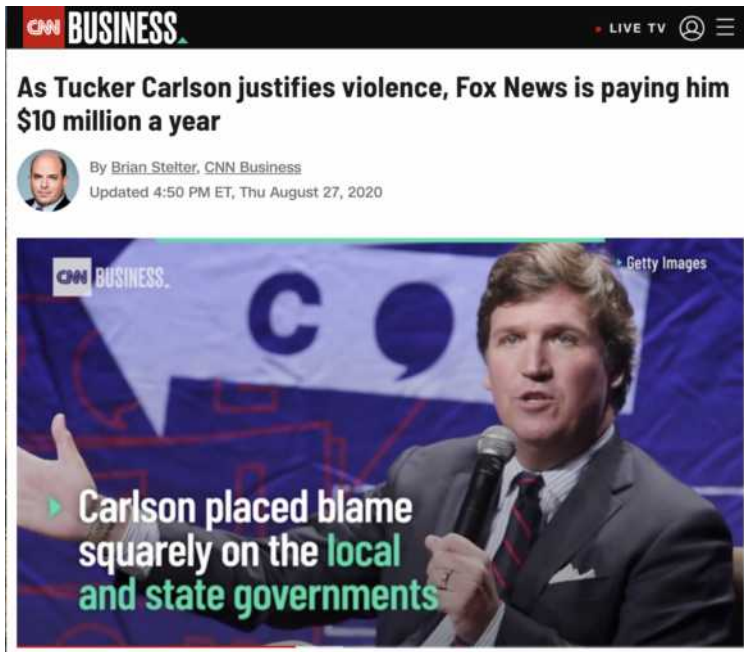 CNN BUSINESS
LIVE TV
As Tucker Carlson justifies violence, Fox News is paying him
$10 million a year
By Brian Stelter, CNN Business
Updated 4:50 PM ET, Thu August 27, 2020
CNN BUSINESS
Getty Images
CO
Carlson placed blame
squarely on the local
and state governments